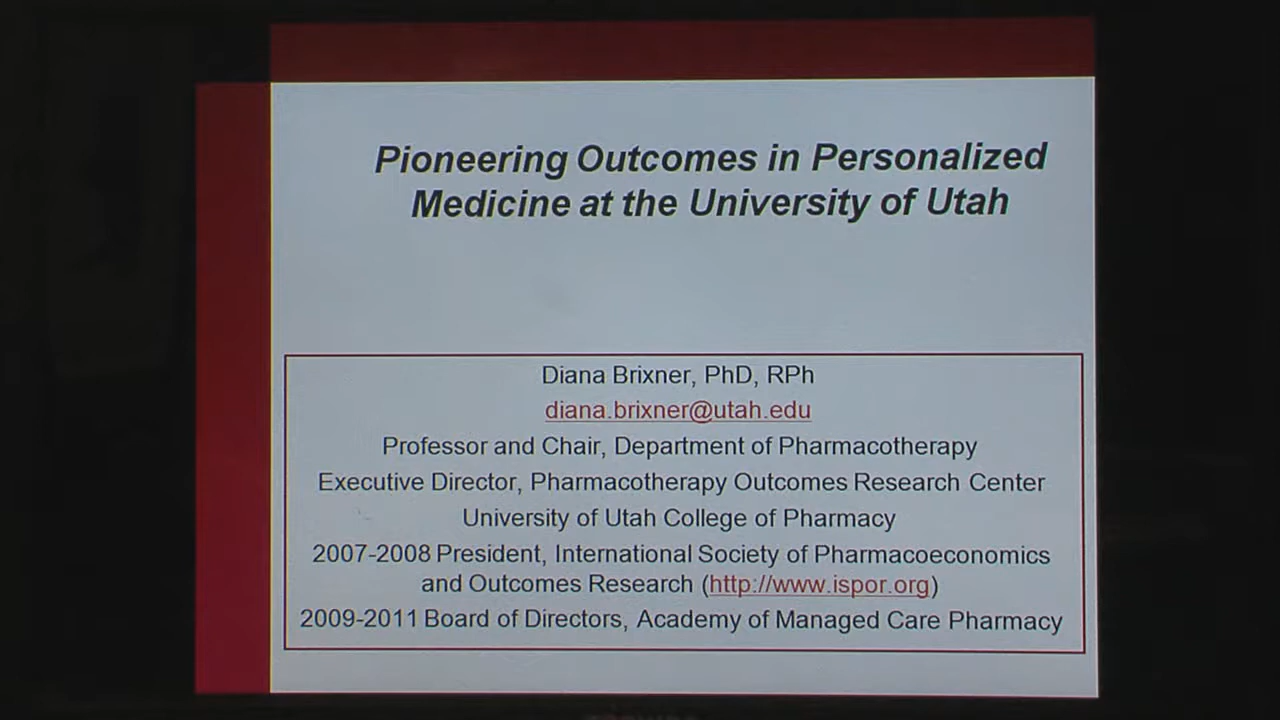 Pioneering Outcomes in Personalized
Medicine at the University of Utah
Diana Brixner, PhD, RPh
diana.brixner@utah.edu
Professor and Chair, Department of Pharmacotherapy
Executive Director, Pharmacotherapy Outcomes Research Center
University of Utah College of Pharmacy
2007-2008 President, International Society of Pharmacoeconomics
and Outcomes Research (http://www.ispor.org)
2009-2011 Board of Directors, Academy of Managed Care Pharmacy